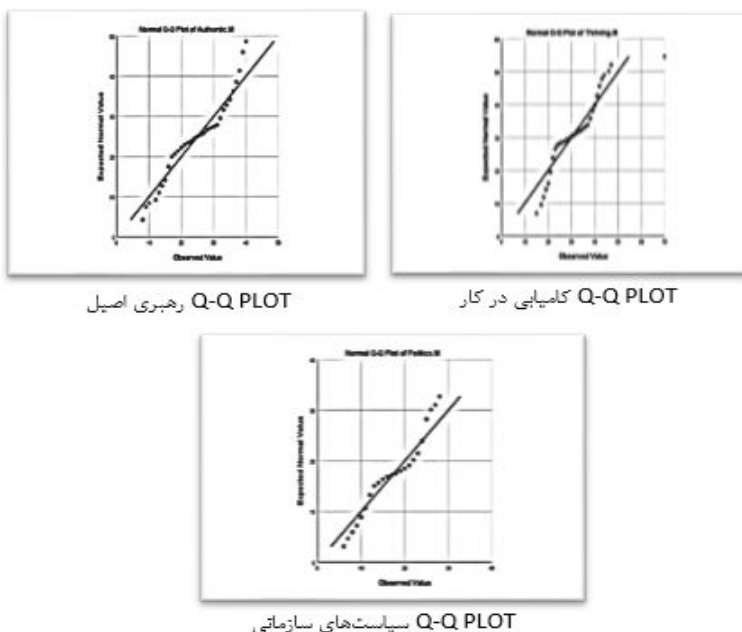 Normal Q-Q Plot of Authentic.M
Expected Normal Value
Observed Value
Q-Q PLOT رهبری اصیل
Normal Q-Q Plot of Thriving.M
Expected Normal Value
Observed Value
Q-Q PLOT کامیابی در کار
Normal Q-Q Plot of Politics.M
Expected Normal Value
Observed Value
Q-Q PLOT سیاست‌های سازمانی